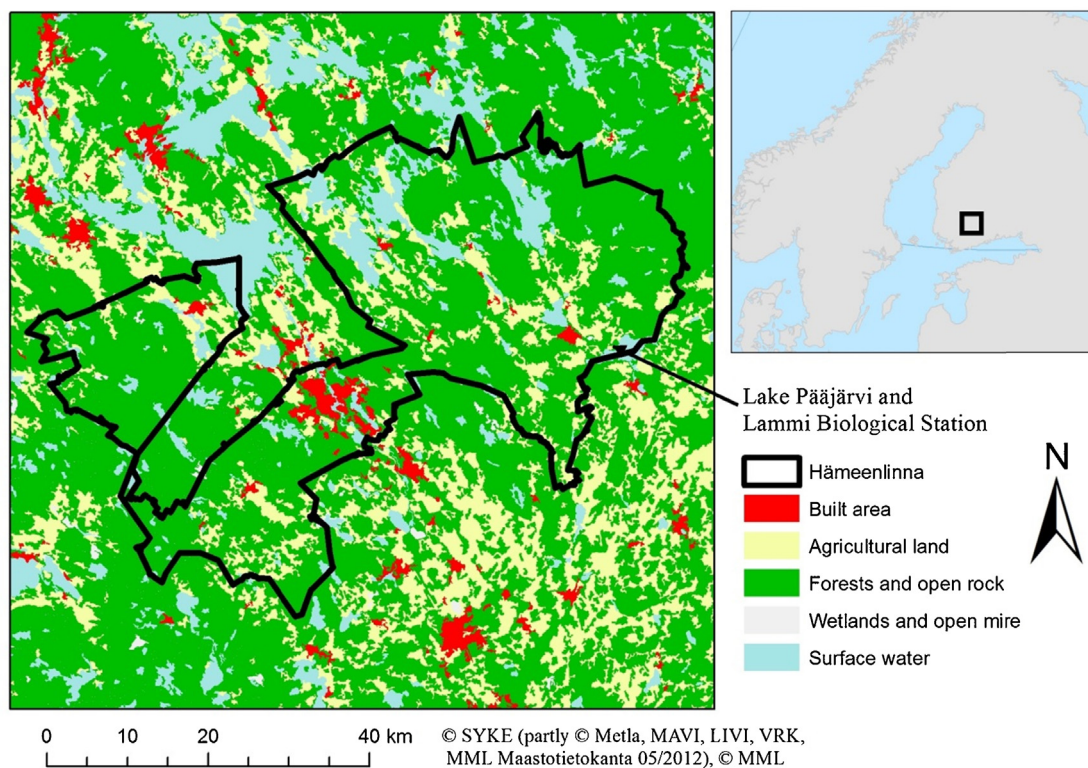 Lake Pääjärvi and
Lammi Biological Station
Hämeenlinna
N
Built area
Agricultural land
Forests and open rock
Wetlands and open mire
Surface water
0 10 20 40 km
© SYKE (partly © Metla, MAVI, LIVI, VRK,
MML Maastotietokanta 05/2012), © MML